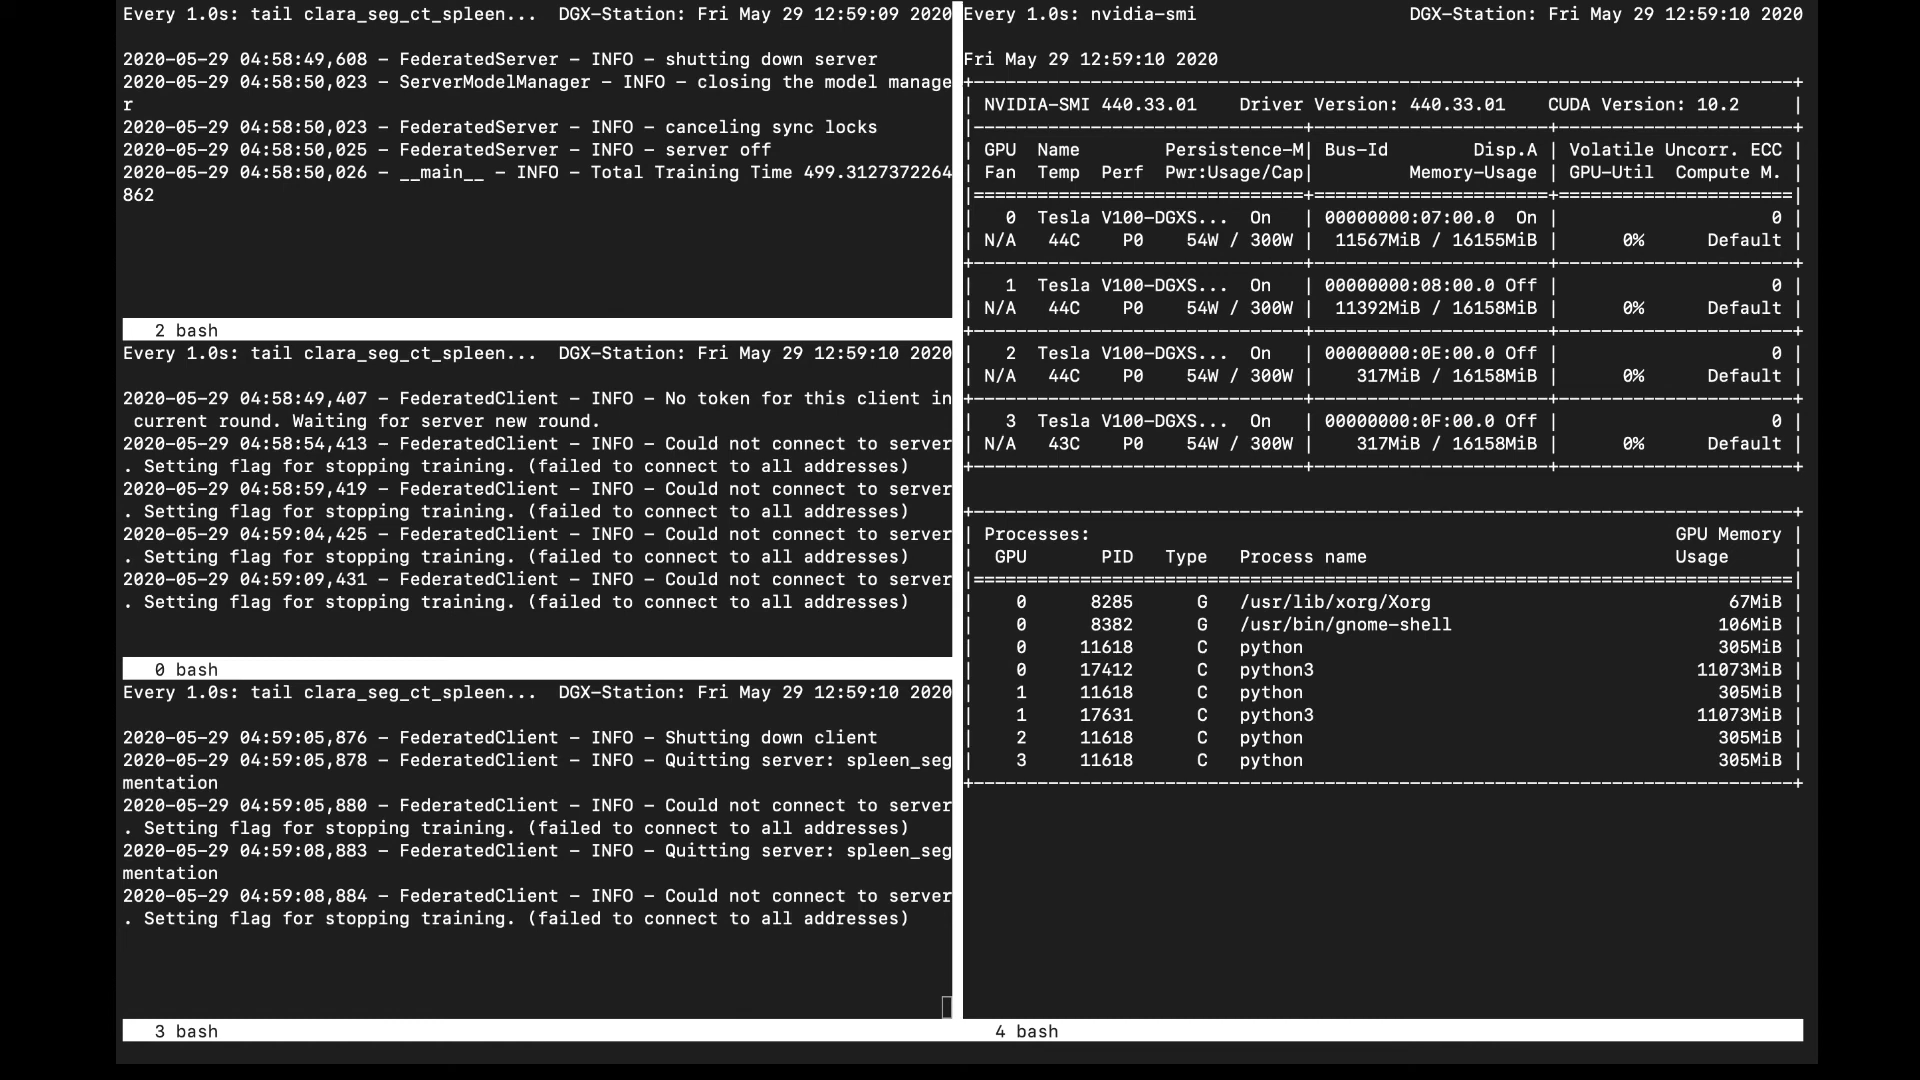 Every 1.0s: tail clara_seg_ct_spleen...  DGX-Station: Fri May 29 12:59:09 2020
2020-05-29 04:58:49,608 - FederatedServer - INFO - shutting down server
2020-05-29 04:58:50,023 - ServerModelManager - INFO - closing the model manage
r
2020-05-29 04:58:50,023 - FederatedServer - INFO - canceling sync locks
2020-05-29 04:58:50,025 - FederatedServer - INFO - server off
2020-05-29 04:58:50,026 - __main__ - INFO - Total Training Time 499.3127372264
862
2 bash
Every 1.0s: tail clara_seg_ct_spleen...  DGX-Station: Fri May 29 12:59:10 2020
2020-05-29 04:58:49,407 - FederatedClient - INFO - No token for this client in
 current round. Waiting for server new round.
2020-05-29 04:58:54,413 - FederatedClient - INFO - Could not connect to server
. Setting flag for stopping training. (failed to connect to all addresses)
2020-05-29 04:58:59,419 - FederatedClient - INFO - Could not connect to server
. Setting flag for stopping training. (failed to connect to all addresses)
2020-05-29 04:59:04,425 - FederatedClient - INFO - Could not connect to server
. Setting flag for stopping training. (failed to connect to all addresses)
2020-05-29 04:59:09,431 - FederatedClient - INFO - Could not connect to server
. Setting flag for stopping training. (failed to connect to all addresses)
0 bash
Every 1.0s: tail clara_seg_ct_spleen...  DGX-Station: Fri May 29 12:59:10 2020
2020-05-29 04:59:05,876 - FederatedClient - INFO - Shutting down client
2020-05-29 04:59:05,878 - FederatedClient - INFO - Quitting server: spleen_seg
mentation
2020-05-29 04:59:05,880 - FederatedClient - INFO - Could not connect to server
. Setting flag for stopping training. (failed to connect to all addresses)
2020-05-29 04:59:08,883 - FederatedClient - INFO - Quitting server: spleen_seg
mentation
2020-05-29 04:59:08,884 - FederatedClient - INFO - Could not connect to server
. Setting flag for stopping training. (failed to connect to all addresses)
3 bash
Every 1.0s: nvidia-smi  DGX-Station: Fri May 29 12:59:10 2020
Fri May 29 12:59:10 2020
| NVIDIA-SMI 440.33.01    Driver Version: 440.33.01    CUDA Version: 10.2 |
| GPU  Name        Persistence-M| Bus-Id        Disp.A | Volatile Uncorr. ECC |
| Fan  Temp  Perf  Pwr:Usage/Cap|         Memory-Usage | GPU-Util  Compute M. |
|   0  Tesla V100-DGXS...  On  | 00000000:07:00.0  On |                    0 |
| N/A   44C    P0    54W / 300W |  11567MiB / 16155MiB |      0%      Default |
|   1  Tesla V100-DGXS...  On  | 00000000:08:00.0 Off |                    0 |
| N/A   44C    P0    54W / 300W |  11392MiB / 16158MiB |      0%      Default |
|   2  Tesla V100-DGXS...  On  | 00000000:0E:00.0 Off |                    0 |
| N/A   44C    P0    54W / 300W |    317MiB / 16158MiB |      0%      Default |
|   3  Tesla V100-DGXS...  On  | 00000000:0F:00.0 Off |                    0 |
| N/A   43C    P0    54W / 300W |    317MiB / 16158MiB |      0%      Default |
| Processes:                                                       GPU Memory |
|  GPU       PID   Type   Process name                             Usage      |
|    0      8285      G   /usr/lib/xorg/Xorg                            67MiB |
|    0      8382      G   /usr/bin/gnome-shell                         106MiB |
|    0     11618      C   python                                       305MiB |
|    0     17412      C   python3                                    11073MiB |
|    1     11618      C   python                                       305MiB |
|    1     17631      C   python3                                    11073MiB |
|    2     11618      C   python                                       305MiB |
|    3     11618      C   python                                       305MiB |
4 bash